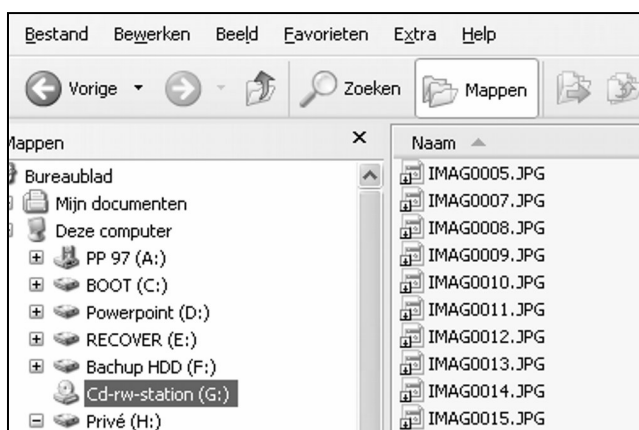 Bestand Bewerken Beeld Favorieten Extra Help
Vorige Zoeken Mappen
Mappen
Bureaublad
Mijn documenten
Deze computer
PP 97 (A:)
BOOT (C:)
Powerpoint (D:)
RECOVER (E:)
Bachup HDD (F:)
Cd-rw-station (G:)
Privé (H:)
Naam
IMAG0005.JPG
IMAG0007.JPG
IMAG0008.JPG
IMAG0009.JPG
IMAG0010.JPG
IMAG0011.JPG
IMAG0012.JPG
IMAG0013.JPG
IMAG0014.JPG
IMAG0015.JPG